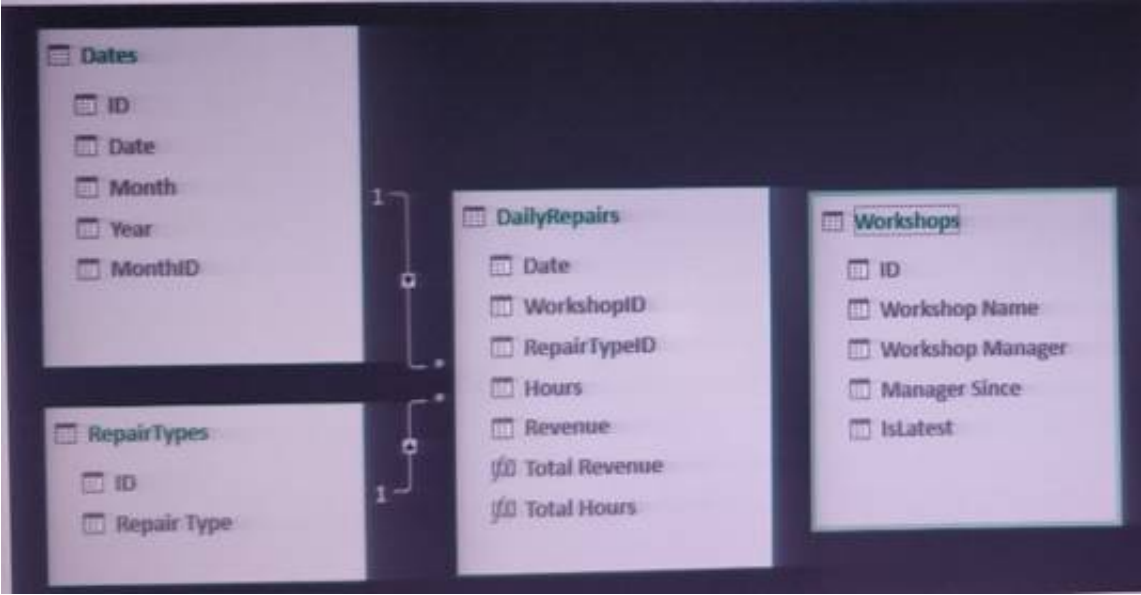 Dates
ID
Date
Month
Year
MonthID
1
*
RepairTypes
ID
Repair Type
1
*
DailyRepairs
Date
WorkshopID
RepairTypeID
Hours
Revenue
Total Revenue
Total Hours
Workshops
ID
Workshop Name
Workshop Manager
Manager Since
IsLatest